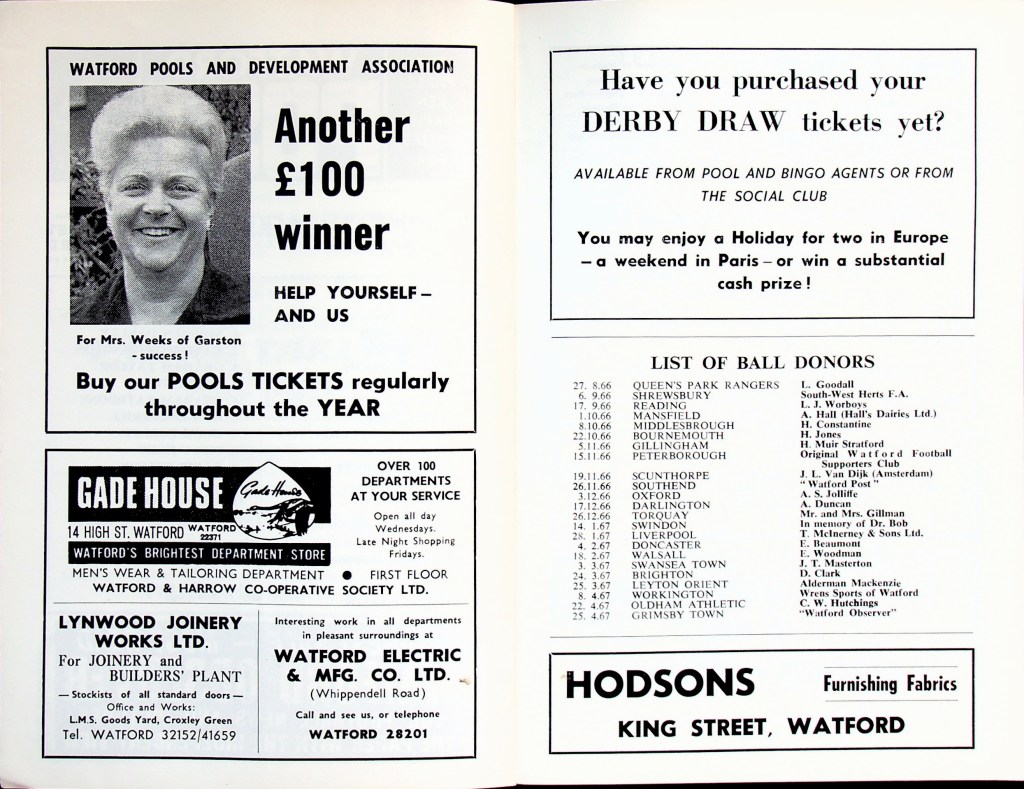 WATFORD POOLS AND DEVELOPMENT ASSOCIATION
Another
£100
winner
HELP YOURSELF –
AND US
For Mrs. Weeks of Garston
- success!
Buy our POOLS TICKETS regularly
throughout the YEAR
GADE HOUSE
Gade House
14 HIGH ST. WATFORD WATFORD 22371
WATFORD'S BRIGHTEST DEPARTMENT STORE
OVER 100
DEPARTMENTS
AT YOUR SERVICE
Open all day
Wednesdays.
Late Night Shopping
Fridays.
MEN'S WEAR & TAILORING DEPARTMENT ● FIRST FLOOR
WATFORD & HARROW CO-OPERATIVE SOCIETY LTD.
LYNWOOD JOINERY
WORKS LTD.
For JOINERY and
BUILDERS' PLANT
— Stockists of all standard doors —
Office and Works:
L.M.S. Goods Yard, Croxley Green
Tel. WATFORD 32152/41659
Interesting work in all departments
in pleasant surroundings at
WATFORD ELECTRIC
& MFG. CO. LTD.
(Whippendell Road)
Call and see us, or telephone
WATFORD 28201
Have you purchased your
DERBY DRAW tickets yet?
AVAILABLE FROM POOL AND BINGO AGENTS OR FROM
THE SOCIAL CLUB
You may enjoy a Holiday for two in Europe
– a weekend in Paris – or win a substantial
cash prize!
LIST OF BALL DONORS
27. 8.66 QUEEN'S PARK RANGERS L. Goodall
6. 9.66 SHREWSBURY South-West Herts F.A.
17. 9.66 READING L. J. Worboys
1.10.66 MANSFIELD A. Hall (Hall's Dairies Ltd.)
8.10.66 MIDDLESBROUGH H. Constantine
22.10.66 BOURNEMOUTH H. Jones
5.11.66 GILLINGHAM H. Muir Stratford
15.11.66 PETERBOROUGH Original Watford Football
Supporters Club
19.11.66 SCUNTHORPE J. L. Van Dijk (Amsterdam)
26.11.66 SOUTHEND "Watford Post"
3.12.66 OXFORD A. S. Jolliffe
17.12.66 DARLINGTON A. Duncan
26.12.66 TORQUAY Mr. and Mrs. Gillman
14. 1.67 SWINDON In memory of Dr. Bob
28. 1.67 LIVERPOOL T. McInerney & Sons Ltd.
4. 2.67 DONCASTER E. Beaumont
18. 2.67 WALSALL E. Woodman
3. 3.67 SWANSEA TOWN J. T. Masterton
24. 3.67 BRIGHTON D. Clark
25. 3.67 LEYTON ORIENT Alderman Mackenzie
8. 4.67 WORKINGTON Wrens Sports of Watford
22. 4.67 OLDHAM ATHLETIC C. W. Hutchings
25. 4.67 GRIMSBY TOWN "Watford Observer"
HODSONS Furnishing Fabrics
KING STREET, WATFORD